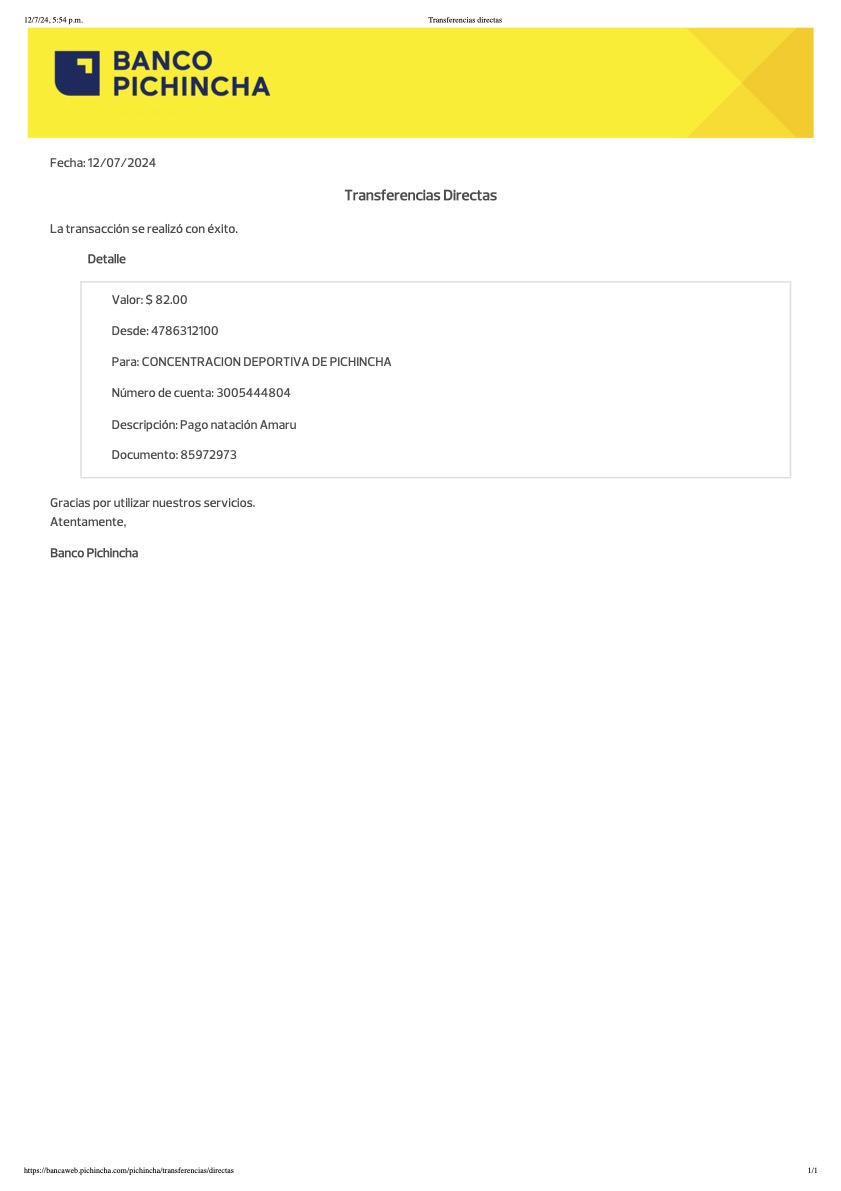 12/7/24, 5:54 p.m.
Transferencias directas
BANCO
PICHINCHA
Fecha: 12/07/2024
Transferencias Directas
La transacción se realizó con éxito.
Detalle
Valor: $ 82.00
Desde: 4786312100
Para: CONCENTRACION DEPORTIVA DE PICHINCHA
Número de cuenta: 3005444804
Descripción: Pago natación Amaru
Documento: 85972973
Gracias por utilizar nuestros servicios.
Atentamente,
Banco Pichincha
https://bancaweb.pichincha.com/pichincha/transferencias/directas
1/1